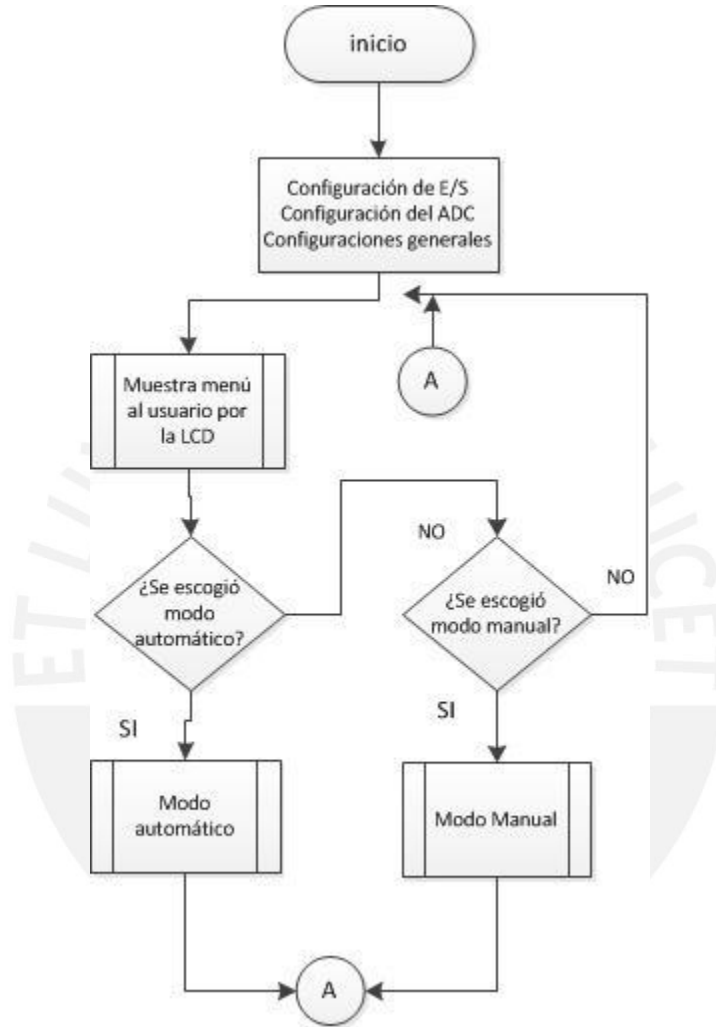 inicio
Configuración de E/S
Configuración del ADC
Configuraciones generales
A
Muestra menú
al usuario por
la LCD
NO
NO
¿Se escogió
modo
automático?
¿Se escogió
modo manual?
SI
SI
Modo
automático
Modo Manual
A